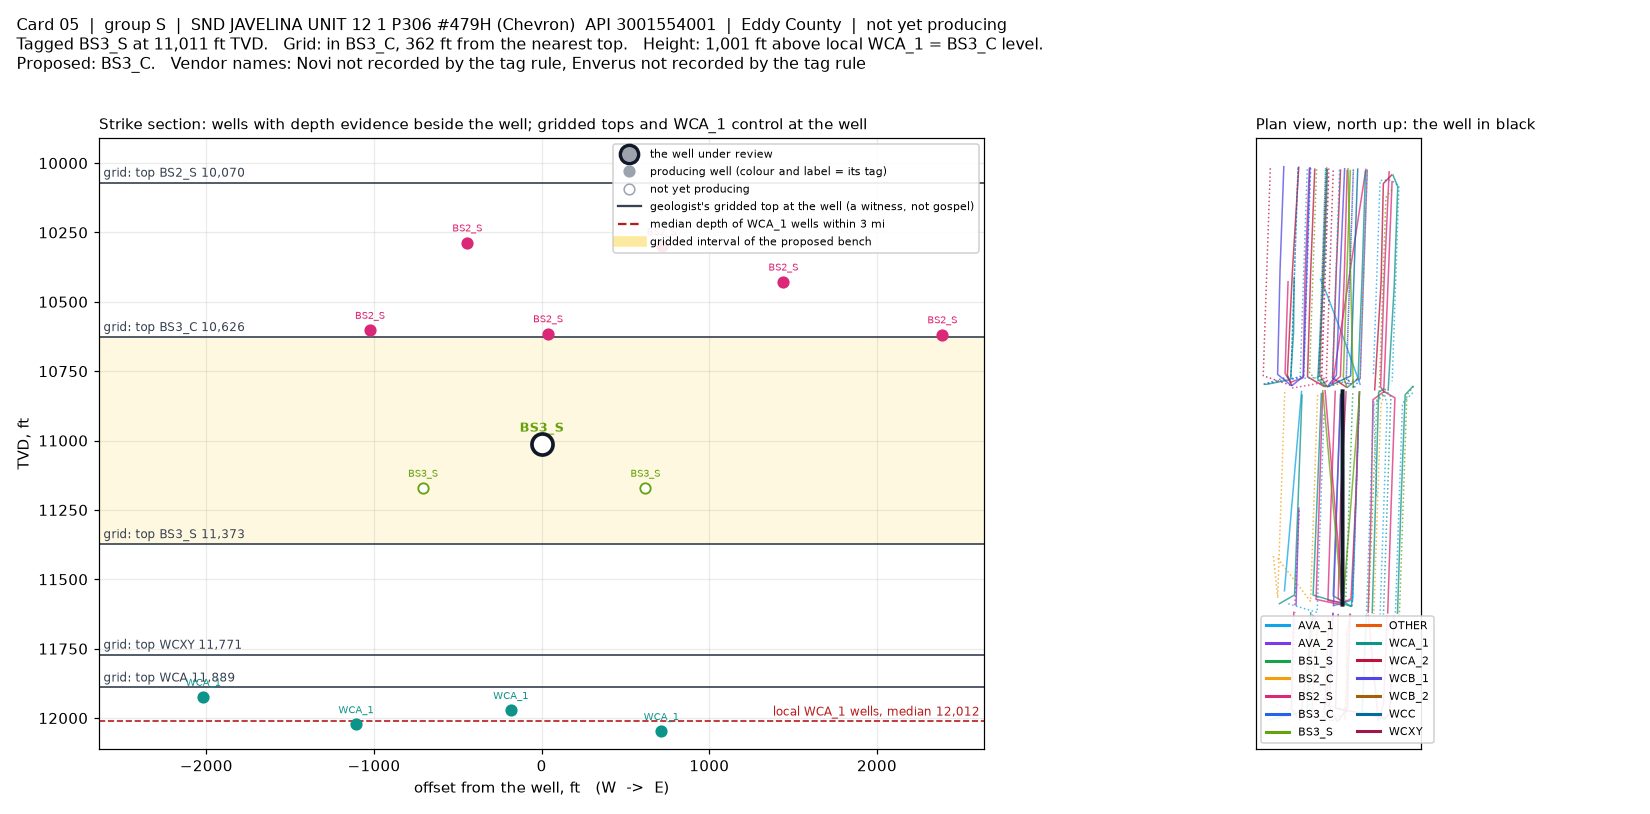 Card 05 | group S | SND JAVELINA UNIT 12 1 P306 #479H (Chevron) API 3001554001 | Eddy County | not yet producing
Tagged BS3_S at 11,011 ft TVD. Grid: in BS3_C, 362 ft from the nearest top. Height: 1,001 ft above local WCA_1 = BS3_C level.
Proposed: BS3_C. Vendor names: Novi not recorded by the tag rule, Enverus not recorded by the tag rule
Strike section: wells with depth evidence beside the well; gridded tops and WCA_1 control at the well
Plan view, north up: the well in black
the well under review
producing well (colour and label = its tag)
not yet producing
geologist's gridded top at the well (a witness, not gospel)
median depth of WCA_1 wells within 3 mi
gridded interval of the proposed bench
10000
10250
10500
10750
11000
11250
11500
11750
12000
TVD, ft
grid: top BS2_S 10,070
BS2_S
BS2_S
BS2_S
BS2_S
BS2_S
grid: top BS3_C 10,626
BS3_S
BS3_S
BS3_S
grid: top BS3_S 11,373
grid: top WCXY 11,771
grid: top WCA 11,889
WCA_1
WCA_1
WCA_1
WCA_1
local WCA_1 wells, median 12,012
−2000
−1000
0
1000
2000
offset from the well, ft (W -> E)
AVA_1
AVA_2
BS1_S
BS2_C
BS2_S
BS3_C
BS3_S
OTHER
WCA_1
WCA_2
WCB_1
WCB_2
WCC
WCXY